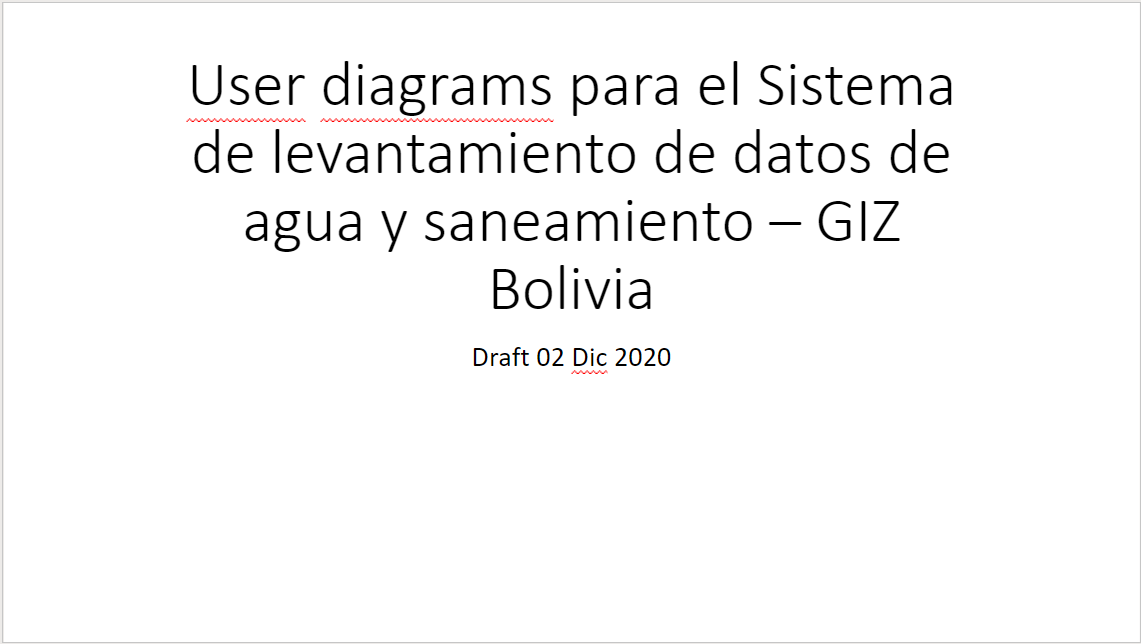 User diagrams para el Sistema
de levantamiento de datos de
agua y saneamiento – GIZ
Bolivia
Draft 02 Dic 2020